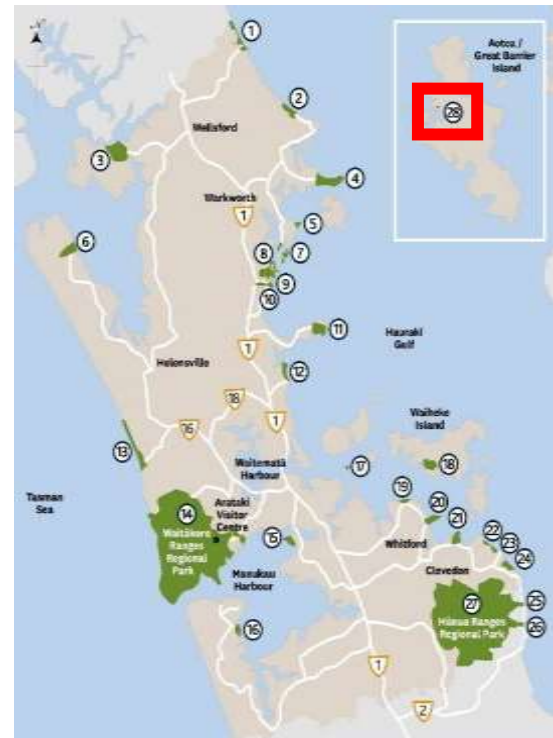 1
2
3
4
5
6
7
8
9
10
11
12
13
14
15
16
17
18
19
20
21
22
23
24
25
26
27
28
Aotea /
Great Barrier
Island
Wellsford
Warkworth
1
Helensville
Hauraki
Gulf
1
18
16
1
Waiheke
Island
Waitematā
Harbour
Tasman
Sea
Arataki
Visitor
Centre
Waitākere
Ranges
Regional
Park
Manukau
Harbour
Whitford
Clevedon
Hūnua Ranges
Regional Park
1
2